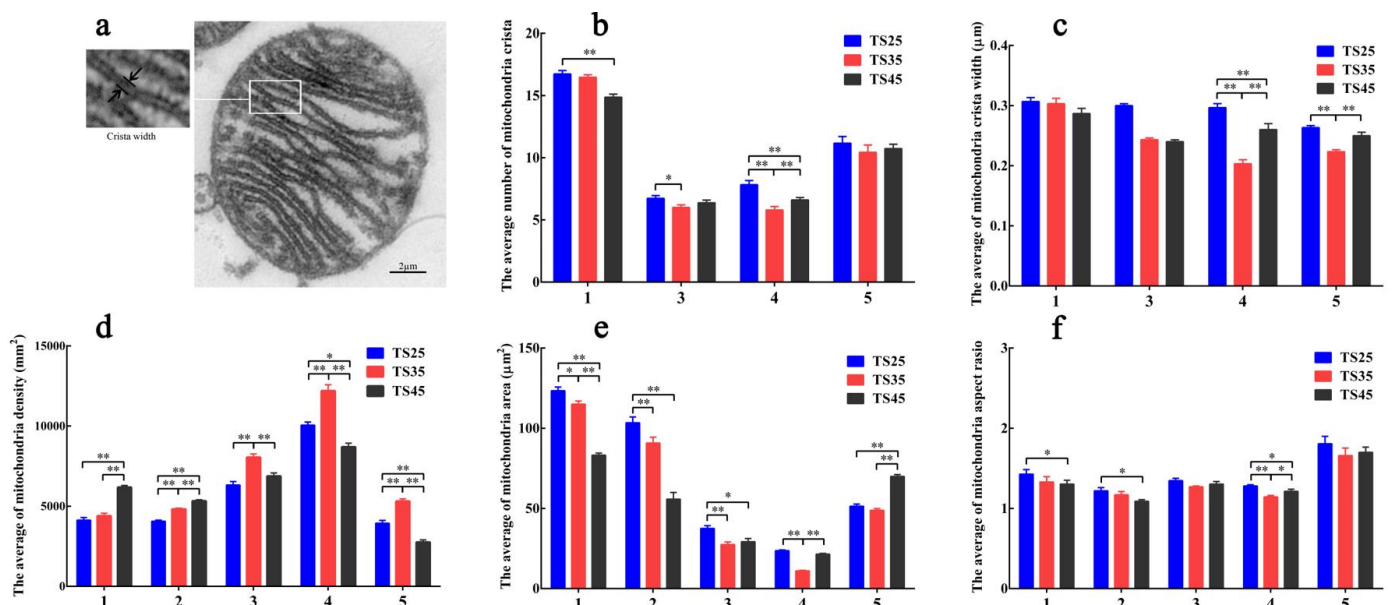 a
Crista width
2μm
b
The average number of mitochondria crista
20
15
10
5
0
1 3 4 5
** * ** ** **
TS25
TS35
TS45
c
The average of mitochondria crista width (μm)
0.4
0.3
0.2
0.1
0.0
1 3 4 5
** ** ** ** **
TS25
TS35
TS45
d
The average of mitochondria density (mm²)
15000
10000
5000
0
1 2 3 4 5
** ** ** ** ** ** ** * ** ** ** ** **
TS25
TS35
TS45
e
The average of mitochondria area (μm²)
150
100
50
0
1 2 3 4 5
** * ** ** ** * ** ** ** ** **
TS25
TS35
TS45
f
The average of mitochondria aspect rasio
3
2
1
0
1 2 3 4 5
* * * ** *
TS25
TS35
TS45